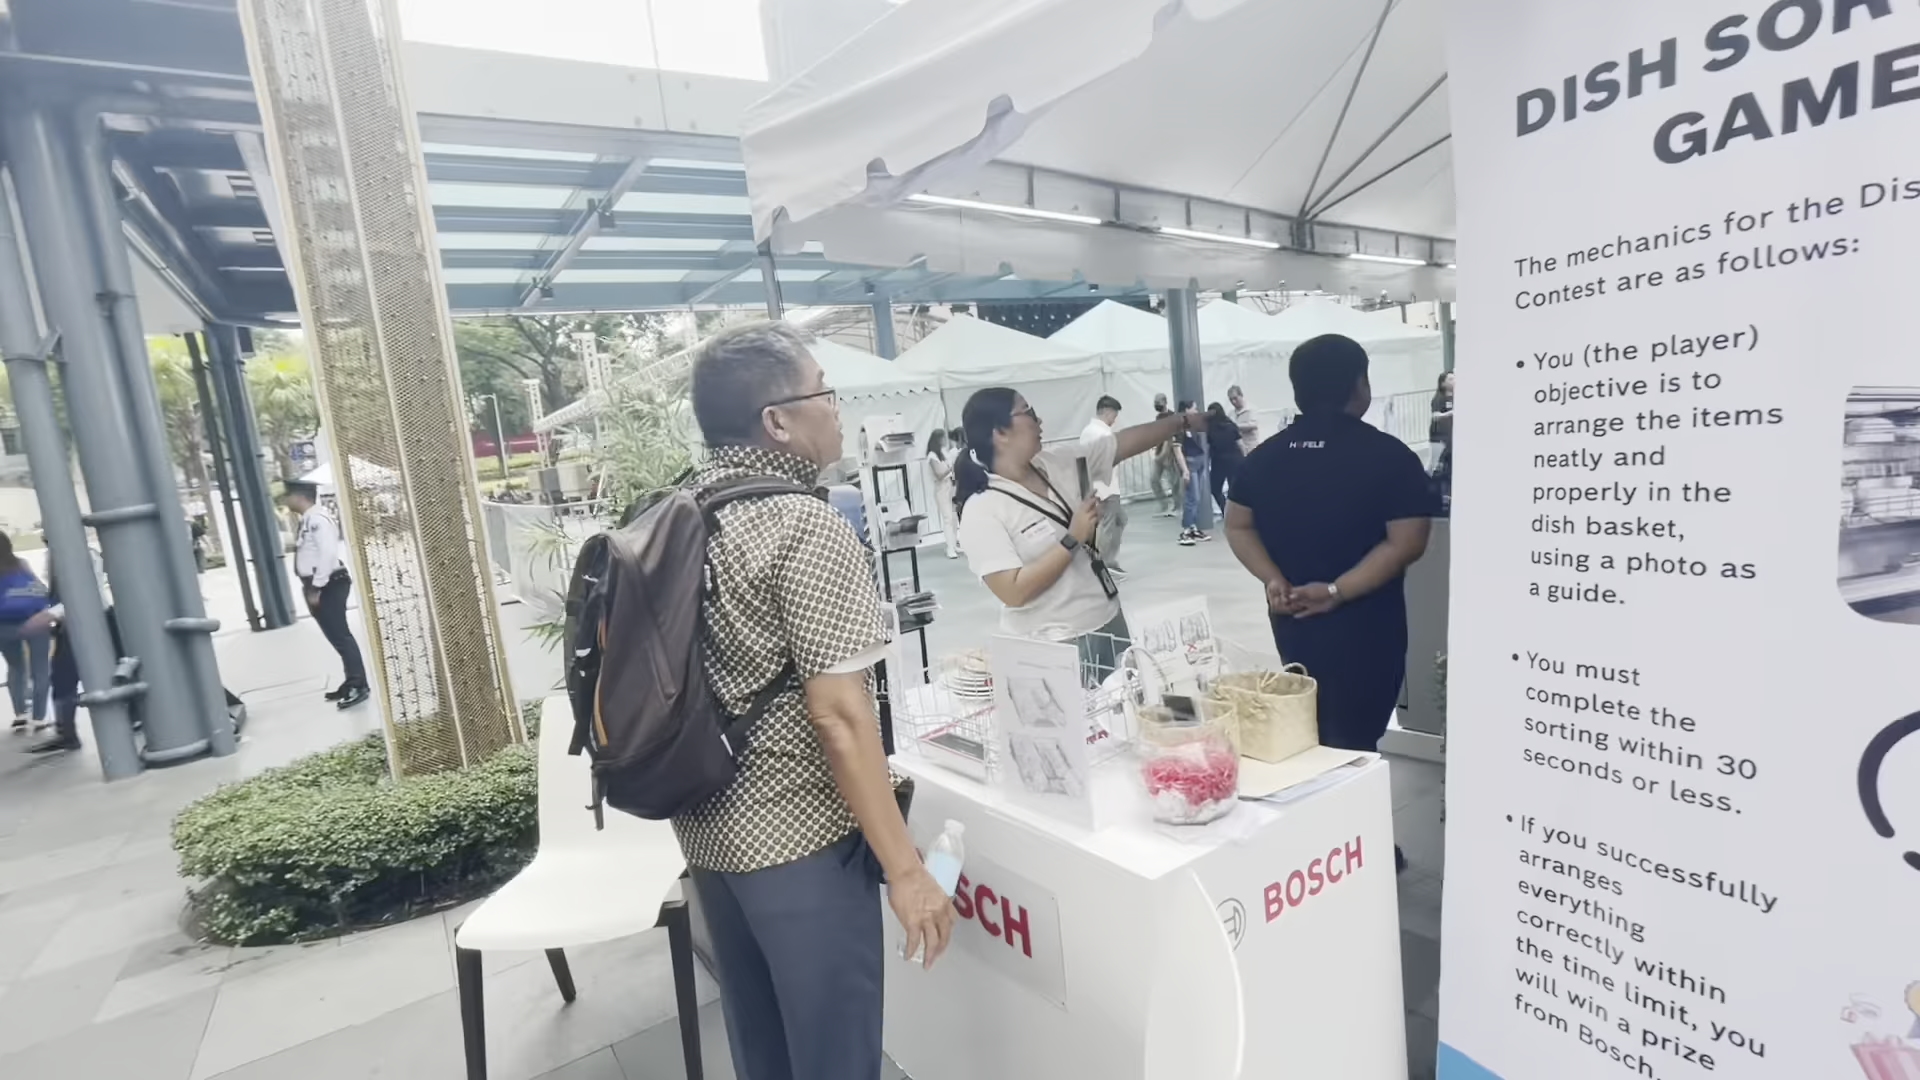 DISH
GAME
The mechanics for the
Contest are as follows:
• You (the player)
objective is to
arrange the items
neatly and
properly in the
dish basket,
using a photo as
a guide.
• You must
complete the
sorting within 30
seconds or less.
• If you successfully
arranges
everything
correctly within
the time limit, you
will win a prize
from Bosch.
HÄFELE
SCH
BOSCH